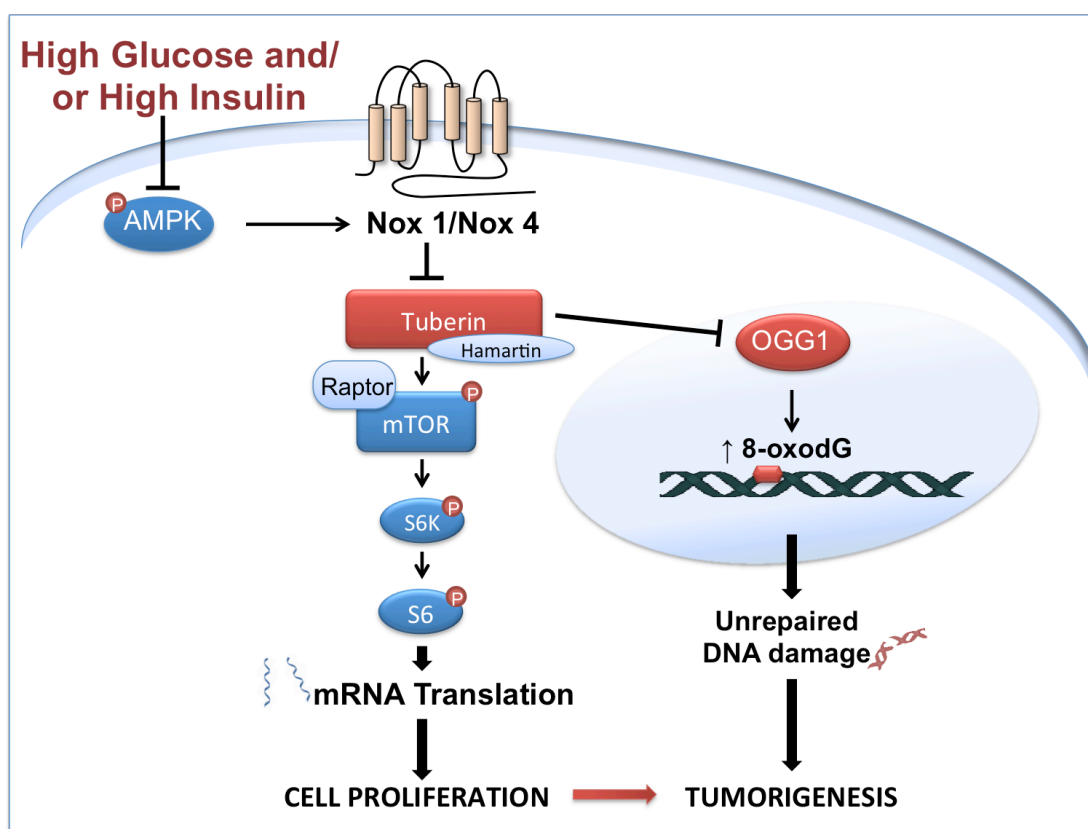 High Glucose and/
or High Insulin
P
AMPK
Nox 1/Nox 4
Tuberin
Hamartin
OGG1
Raptor
P
mTOR
↑ 8-oxodG
P
S6K
P
S6
Unrepaired
DNA damage
mRNA Translation
CELL PROLIFERATION
TUMORIGENESIS